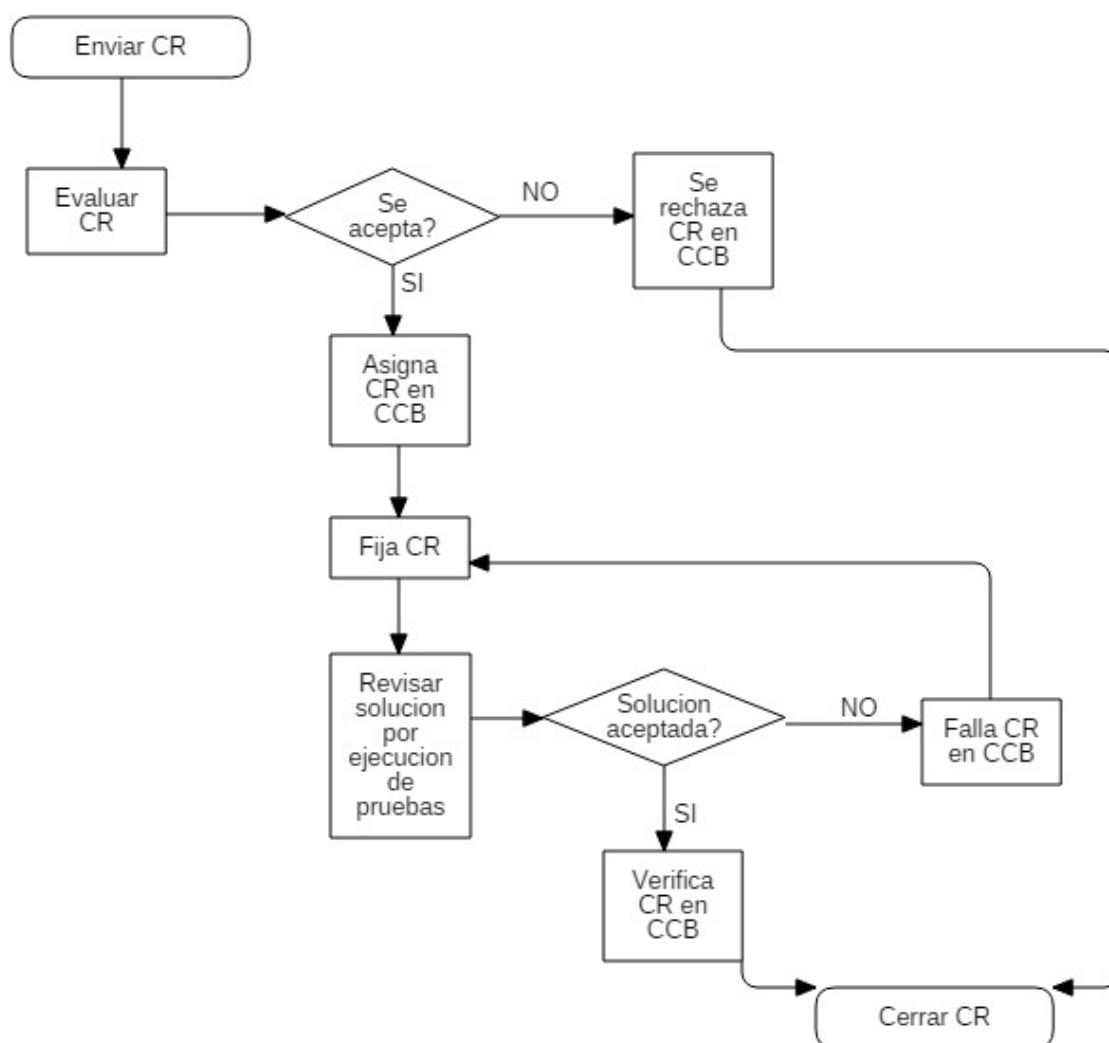 Enviar CR
Evaluar
CR
Se
acepta?
NO
Se
rechaza
CR en
CCB
SI
Asigna
CR en
CCB
Fija CR
Revisar
solucion
por
ejecucion
de
pruebas
Solucion
aceptada?
NO
Falla CR
en CCB
SI
Verifica
CR en
CCB
Cerrar CR